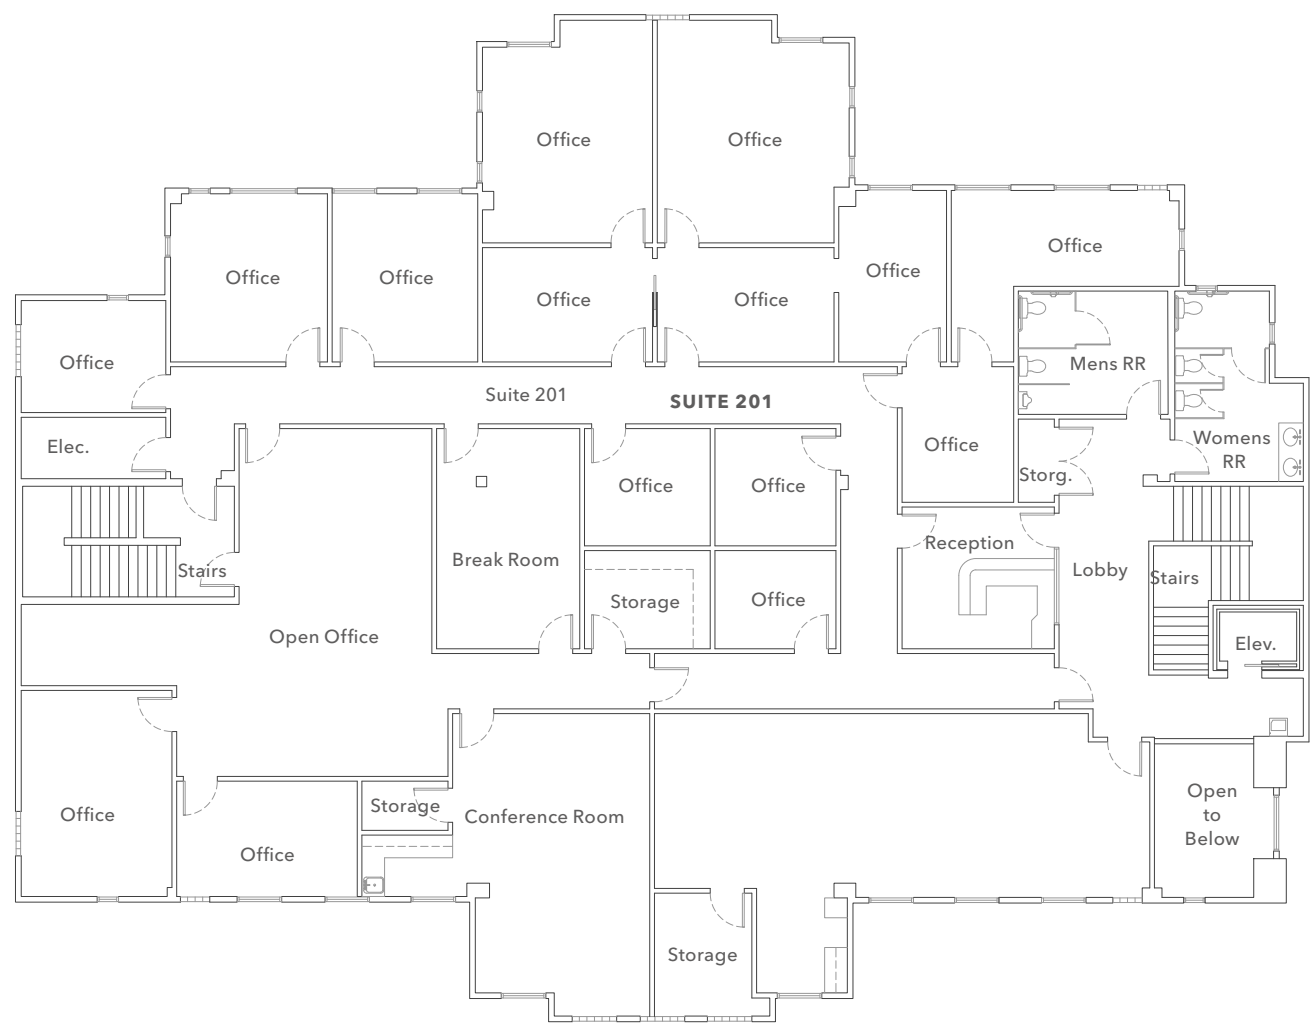 Office
Office
Office
Office
Office
Office
Office
Office
Office
Office
Mens RR
Suite 201
SUITE 201
Elec.
Office
Womens
RR
Storg.
Office
Office
Break Room
Reception
Stairs
Lobby
Stairs
Storage
Office
Open Office
Elev.
Office
Storage
Conference Room
Open
to
Below
Office
Storage